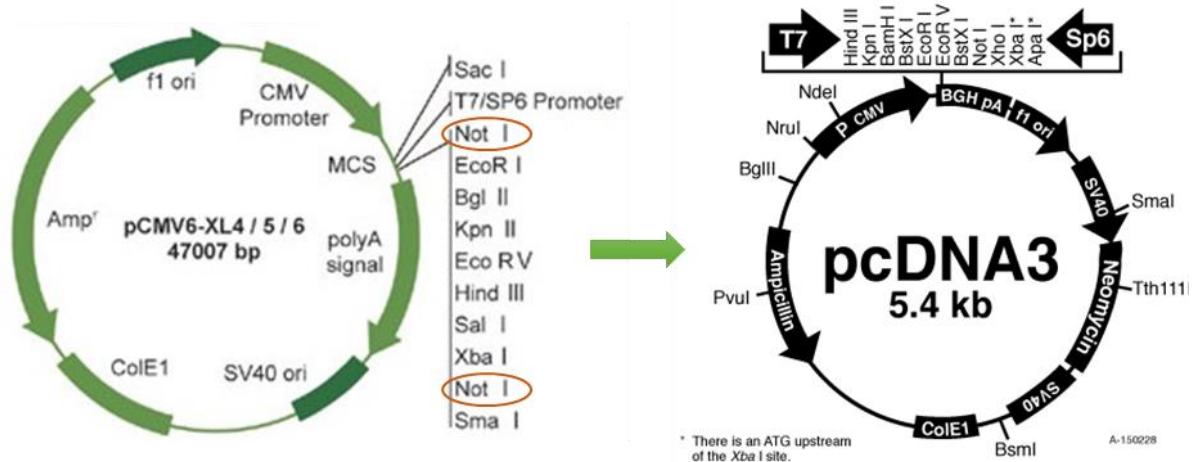 f1 ori
CMV
Promoter
MCS
Ampʳ
pCMV6-XL4 / 5 / 6
47007 bp
polyA
signal
ColE1
SV40 ori
Sac I
T7/SP6 Promoter
Not I
EcoR I
Bgl II
Kpn II
Eco RV
Hind III
Sal I
Xba I
Not I
Sma I
T7
Hind III
Kpn I
BamH I
BstX I
EcoR I
EcoR V
BstX I
Not I
Xho I
Xba I*
Apa I*
Sp6
NdeI
NruI
BglII
PvuI
P CMV
BGH pA
f1 ori
SV40
SmaI
Neomycin
Tth111I
SV40
BsmI
ColE1
Ampicillin
pcDNA3
5.4 kb
* There is an ATG upstream
of the Xba I site.
A-150228